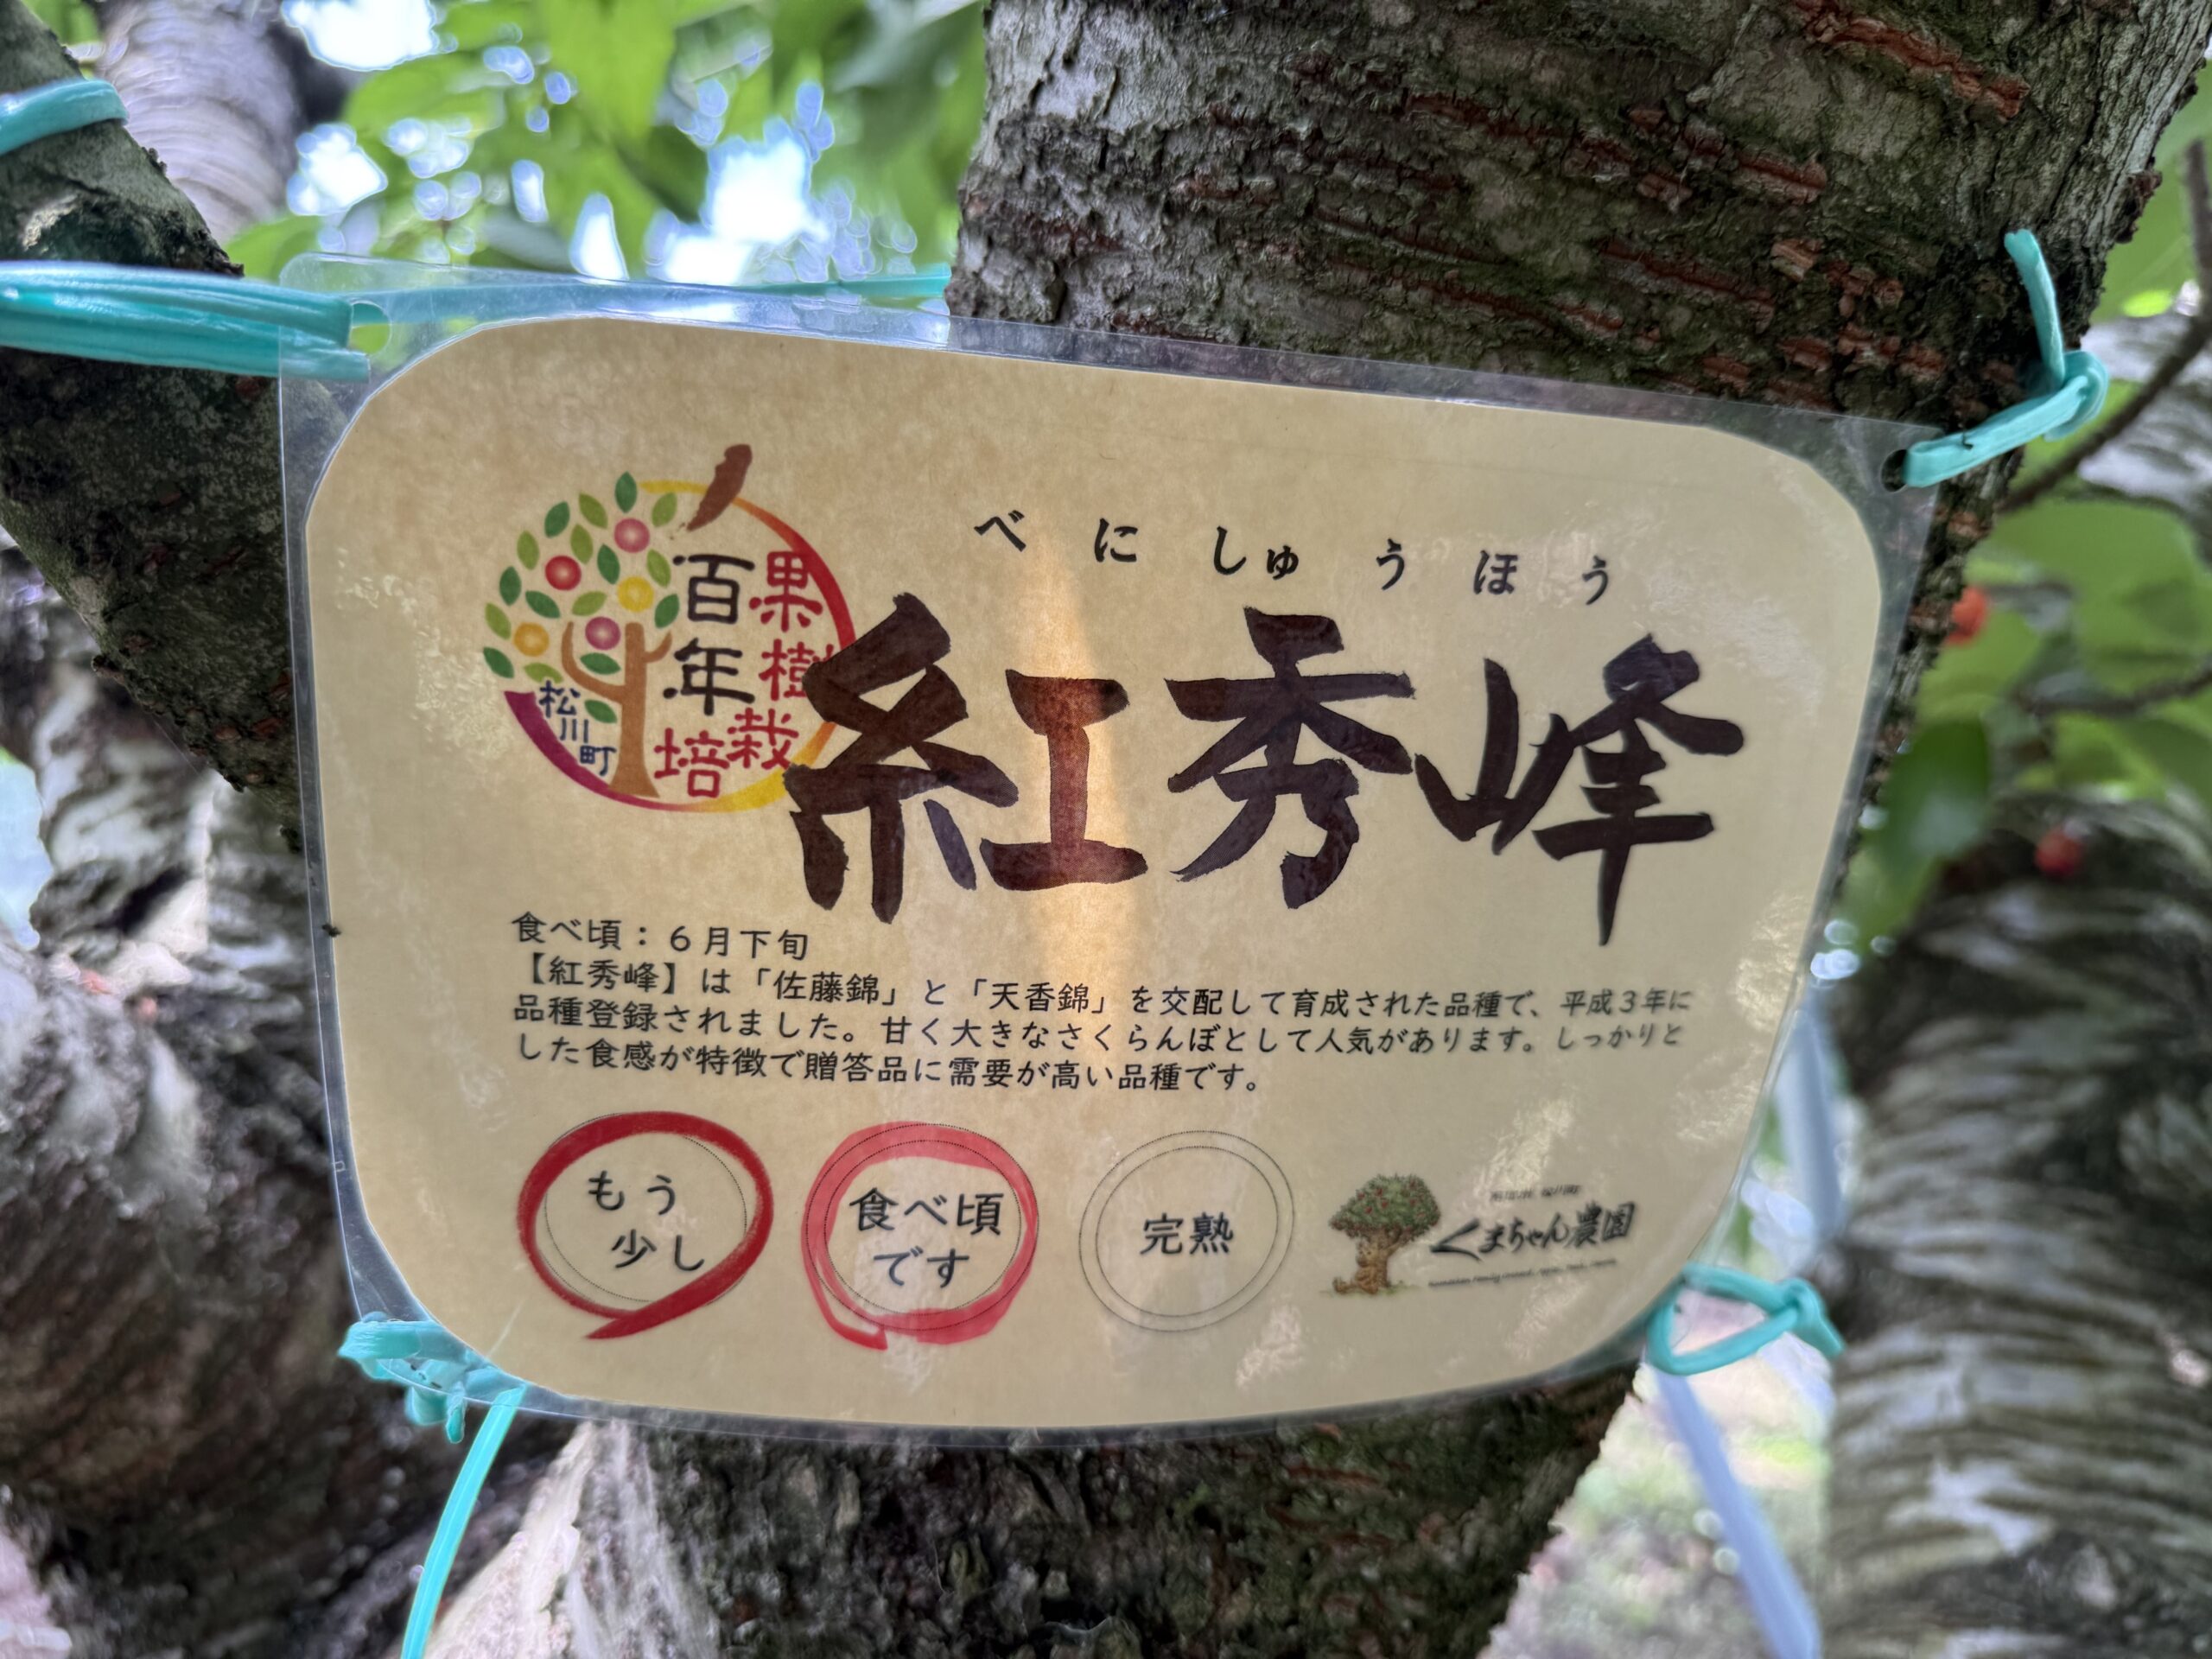 果樹栽培
百年
松川町
べにしゅうほう
紅秀峰
食べ頃：６月下旬
【紅秀峰】は「佐藤錦」と「天香錦」を交配して育成された品種で、平成３年に
品種登録されました。甘く大きなさくらんぼとして人気があります。しっかりと
した食感が特徴で贈答品に需要が高い品種です。
もう
少し
食べ頃
です
完熟
くまちゃん農園